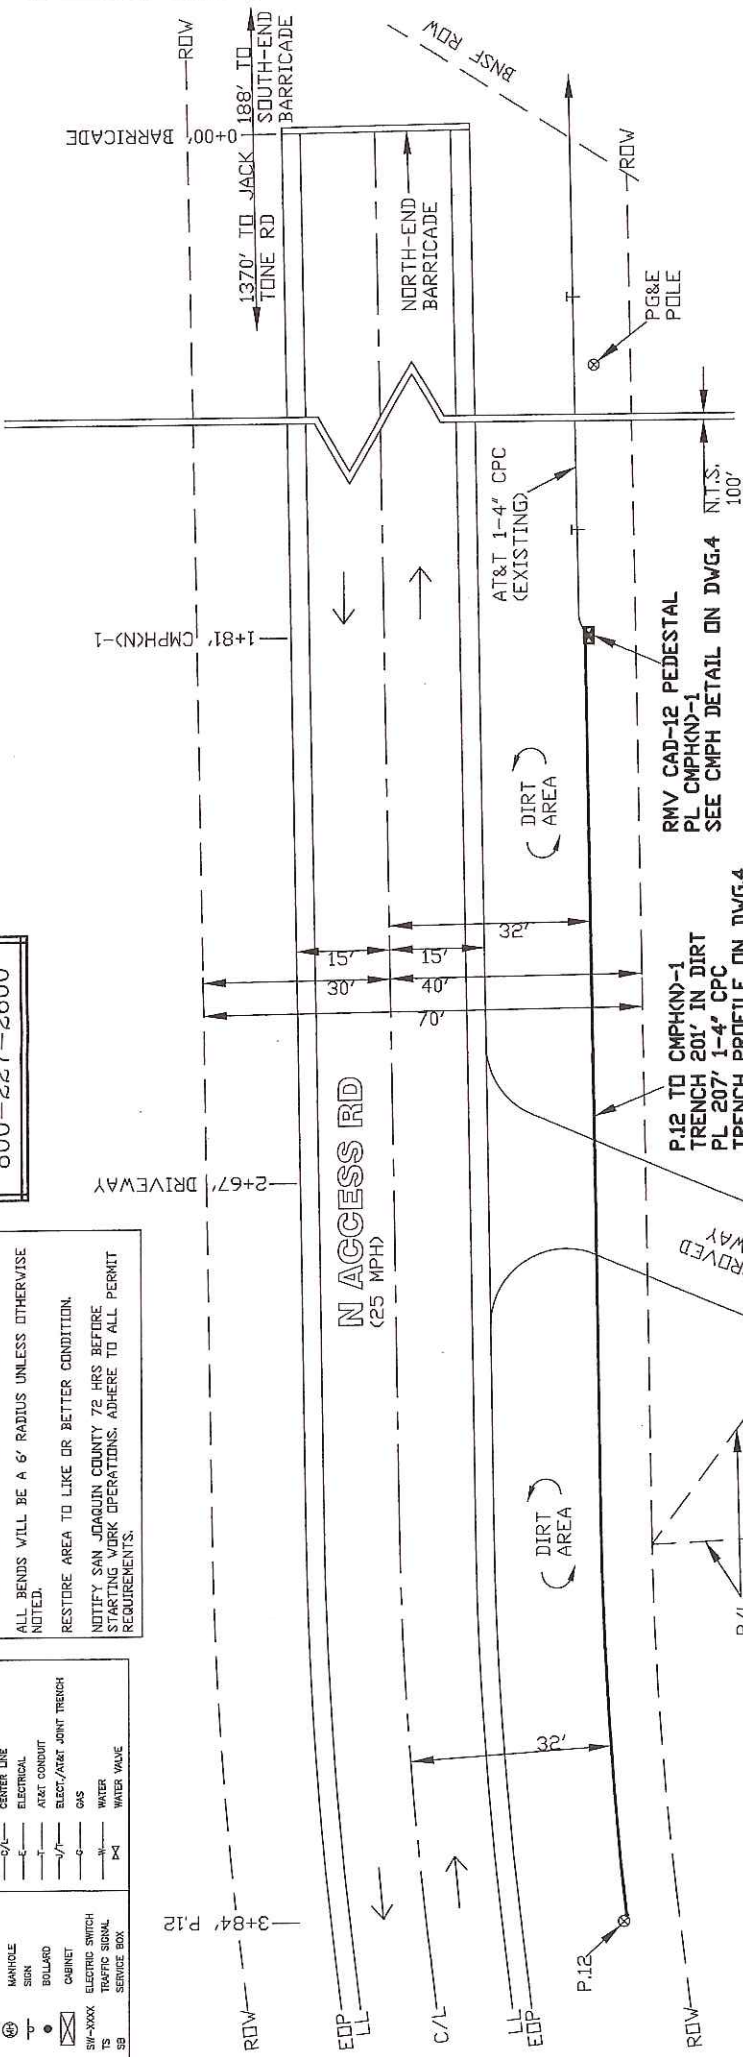 ROW
188' TO
SOUTH-END
BARRICADE
1370' TO JACK
TONE RD
0+00' BARRICADE
BNSF ROW
ROW
NORTH-END
BARRICADE
PG&E
POLE
AT&T 1-4" CPC
(EXISTING)
N.T.S.
100'
1+81' CMPH(N)-1
RMV CAD-12 PEDESTAL
PL CMPH(N)-1
SEE CMPH DETAIL ON DWG.4
DIRT
AREA
15'
15'
32'
30'
40'
70'
P.12 TO CMPH(N)-1
TRENCH 201' IN DIRT
PL 207' 1-4" CPC
TRENCH PROFILE ON DWG.4
2+67' DRIVEWAY
N ACCESS RD
(25 MPH)
ALL BENDS WILL BE A 6' RADIUS UNLESS OTHERWISE
NOTED.
RESTORE AREA TO LIKE OR BETTER CONDITION.
NOTIFY SAN JOAQUIN COUNTY 72 HRS BEFORE
STARTING WORK OPERATIONS. ADHERE TO ALL PERMIT
REQUIREMENTS.
DIRT
AREA
32'
C/L CENTER LINE
E ELECTRICAL
T AT&T CONDUIT
J/T ELECT./AT&T JOINT TRENCH
G GAS
W WATER
WATER VALVE
MH MANHOLE
SIGN
BOLLARD
CABINET
SW-XXXX ELECTRIC SWITCH
TS TRAFFIC SIGNAL
SB SERVICE BOX
3+84' P.12
P.12
ROW
EOP
LL
C/L
LL
EOP
ROW